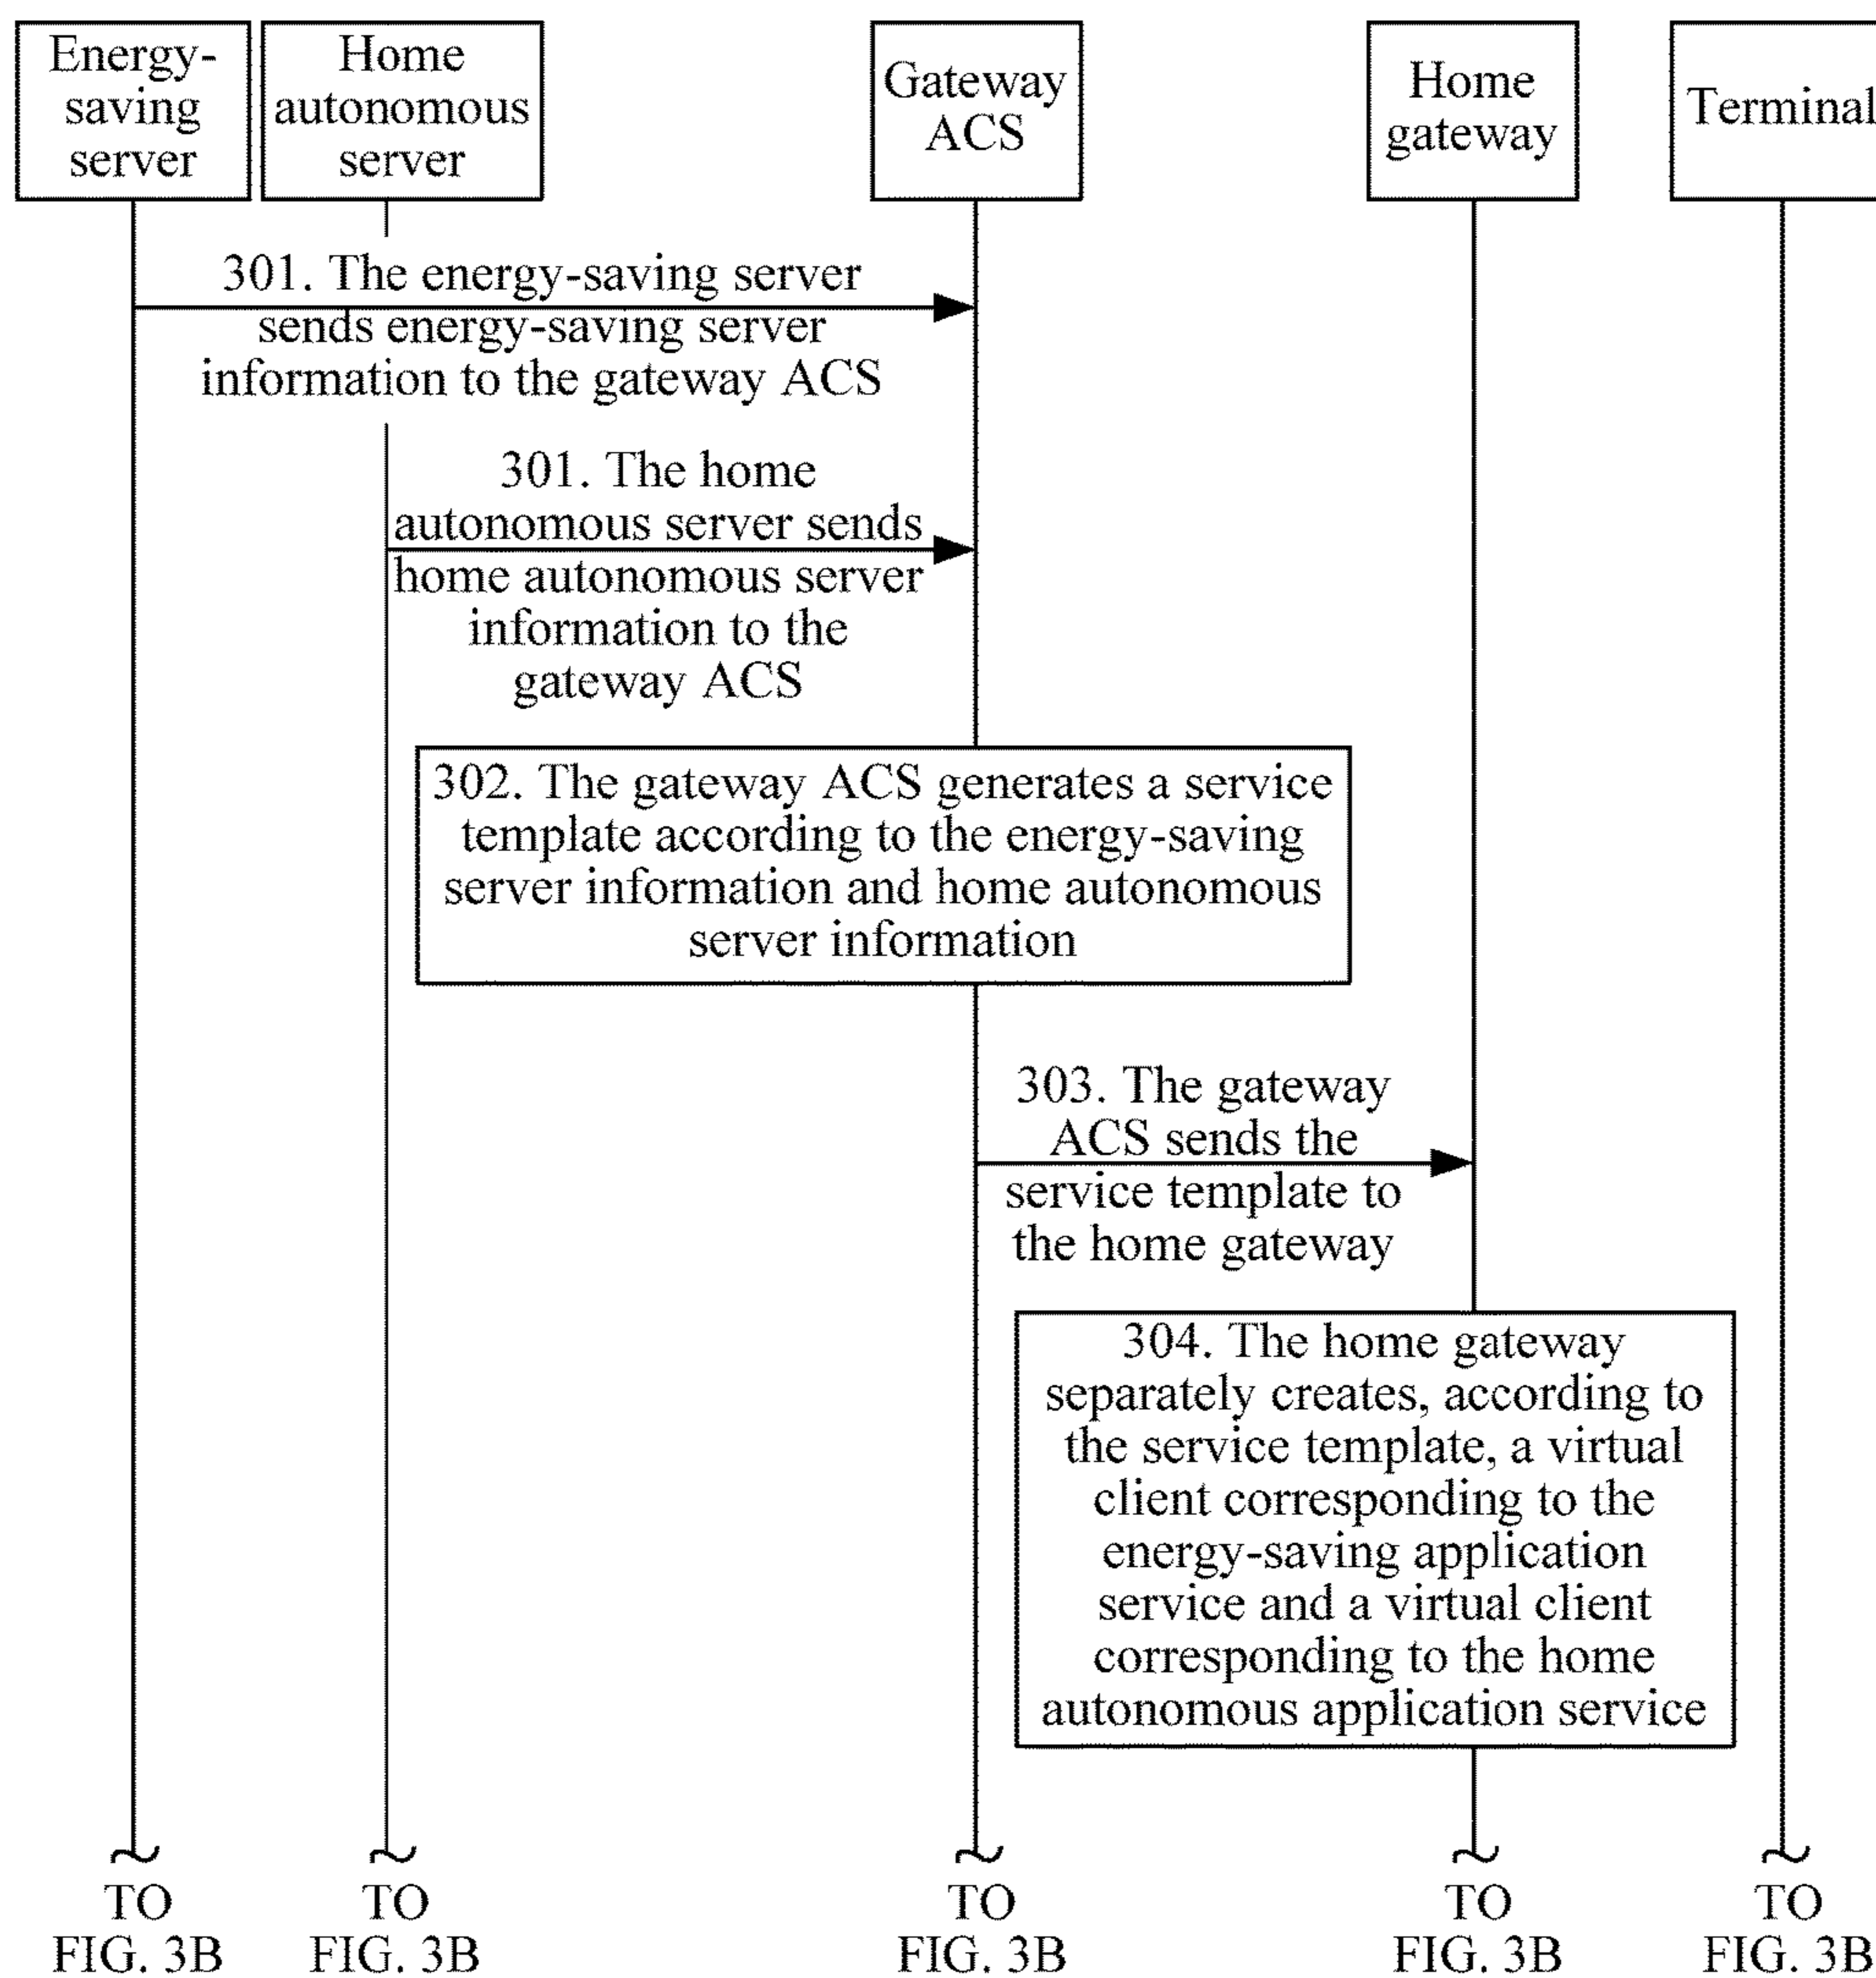 Energy-
saving
server
Home
autonomous
server
Gateway
ACS
Home
gateway
Terminal
301. The energy-saving server
sends energy-saving server
information to the gateway ACS
301. The home
autonomous server sends
home autonomous server
information to the
gateway ACS
302. The gateway ACS generates a service
template according to the energy-saving
server information and home autonomous
server information
303. The gateway
ACS sends the
service template to
the home gateway
304. The home gateway
separately creates, according to
the service template, a virtual
client corresponding to the
energy-saving application
service and a virtual client
corresponding to the home
autonomous application service
TO
FIG. 3B
TO
FIG. 3B
TO
FIG. 3B
TO
FIG. 3B
TO
FIG. 3B